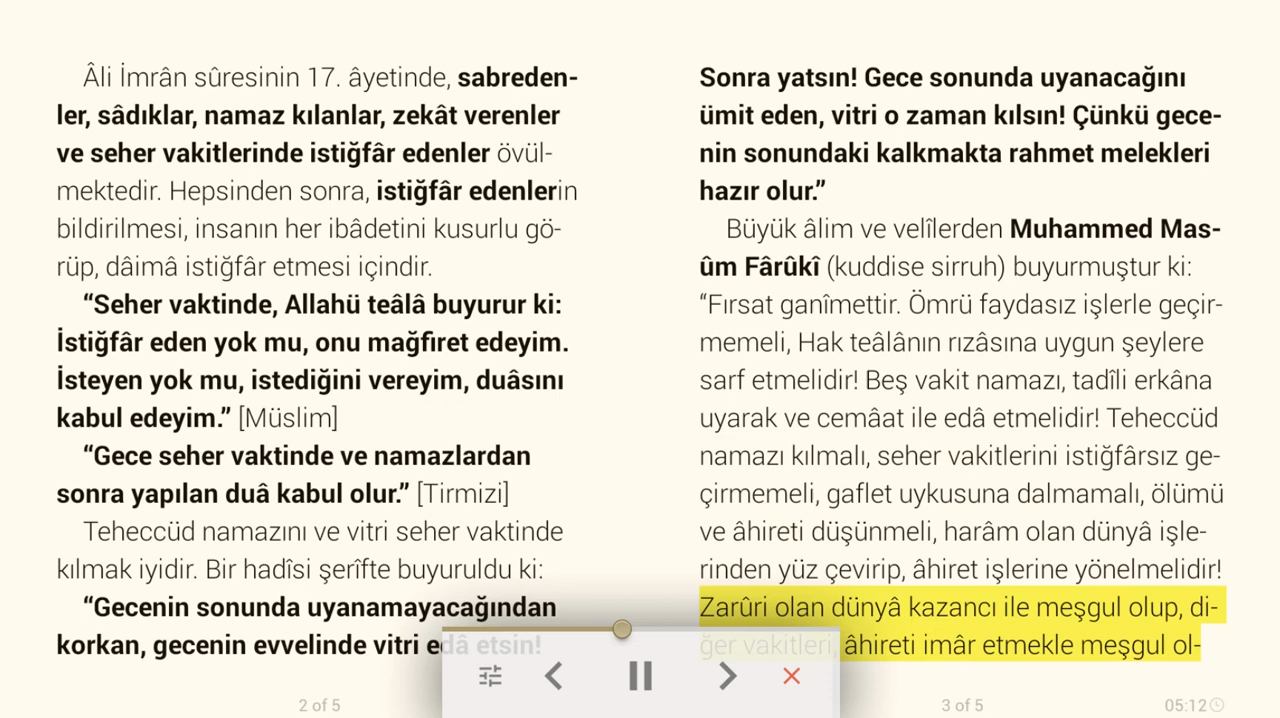 Âli İmrân sûresinin 17. âyetinde, sabreden-
ler, sâdıklar, namaz kılanlar, zekât verenler
ve seher vakitlerinde istiğfâr edenler övül-
mektedir. Hepsinden sonra, istiğfâr edenlerin
bildirilmesi, insanın her ibâdetini kusurlu gö-
rüp, dâimâ istiğfâr etmesi içindir.
“Seher vaktinde, Allahü teâlâ buyurur ki:
İstiğfâr eden yok mu, onu mağfiret edeyim.
İsteyen yok mu, istediğini vereyim, duâsını
kabul edeyim.” [Müslim]
“Gece seher vaktinde ve namazlardan
sonra yapılan duâ kabul olur.” [Tirmizi]
Teheccüd namazını ve vitri seher vaktinde
kılmak iyidir. Bir hadîsi şerîfte buyuruldu ki:
“Gecenin sonunda uyanamayacağından
korkan, gecenin evvelinde vitri edâ etsin!
2 of 5
Sonra yatsın! Gece sonunda uyanacağını
ümit eden, vitri o zaman kılsın! Çünkü gece-
nin sonundaki kalkmakta rahmet melekleri
hazır olur.”
Büyük âlim ve velîlerden Muhammed Mas-
ûm Fârûkî (kuddise sirruh) buyurmuştur ki:
“Fırsat ganîmettir. Ömrü faydasız işlerle geçir-
memeli, Hak teâlânın rızâsına uygun şeylere
sarf etmelidir! Beş vakit namazı, tadîli erkâna
uyarak ve cemâat ile edâ etmelidir! Teheccüd
namazı kılmalı, seher vakitlerini istiğfârsız ge-
çirmemeli, gaflet uykusuna dalmamalı, ölümü
ve âhireti düşünmeli, harâm olan dünyâ işle-
rinden yüz çevirip, âhiret işlerine yönelmelidir!
Zarûri olan dünyâ kazancı ile meşgul olup, di-
ğer vakitleri, âhireti imâr etmekle meşgul ol-
3 of 5
05:12